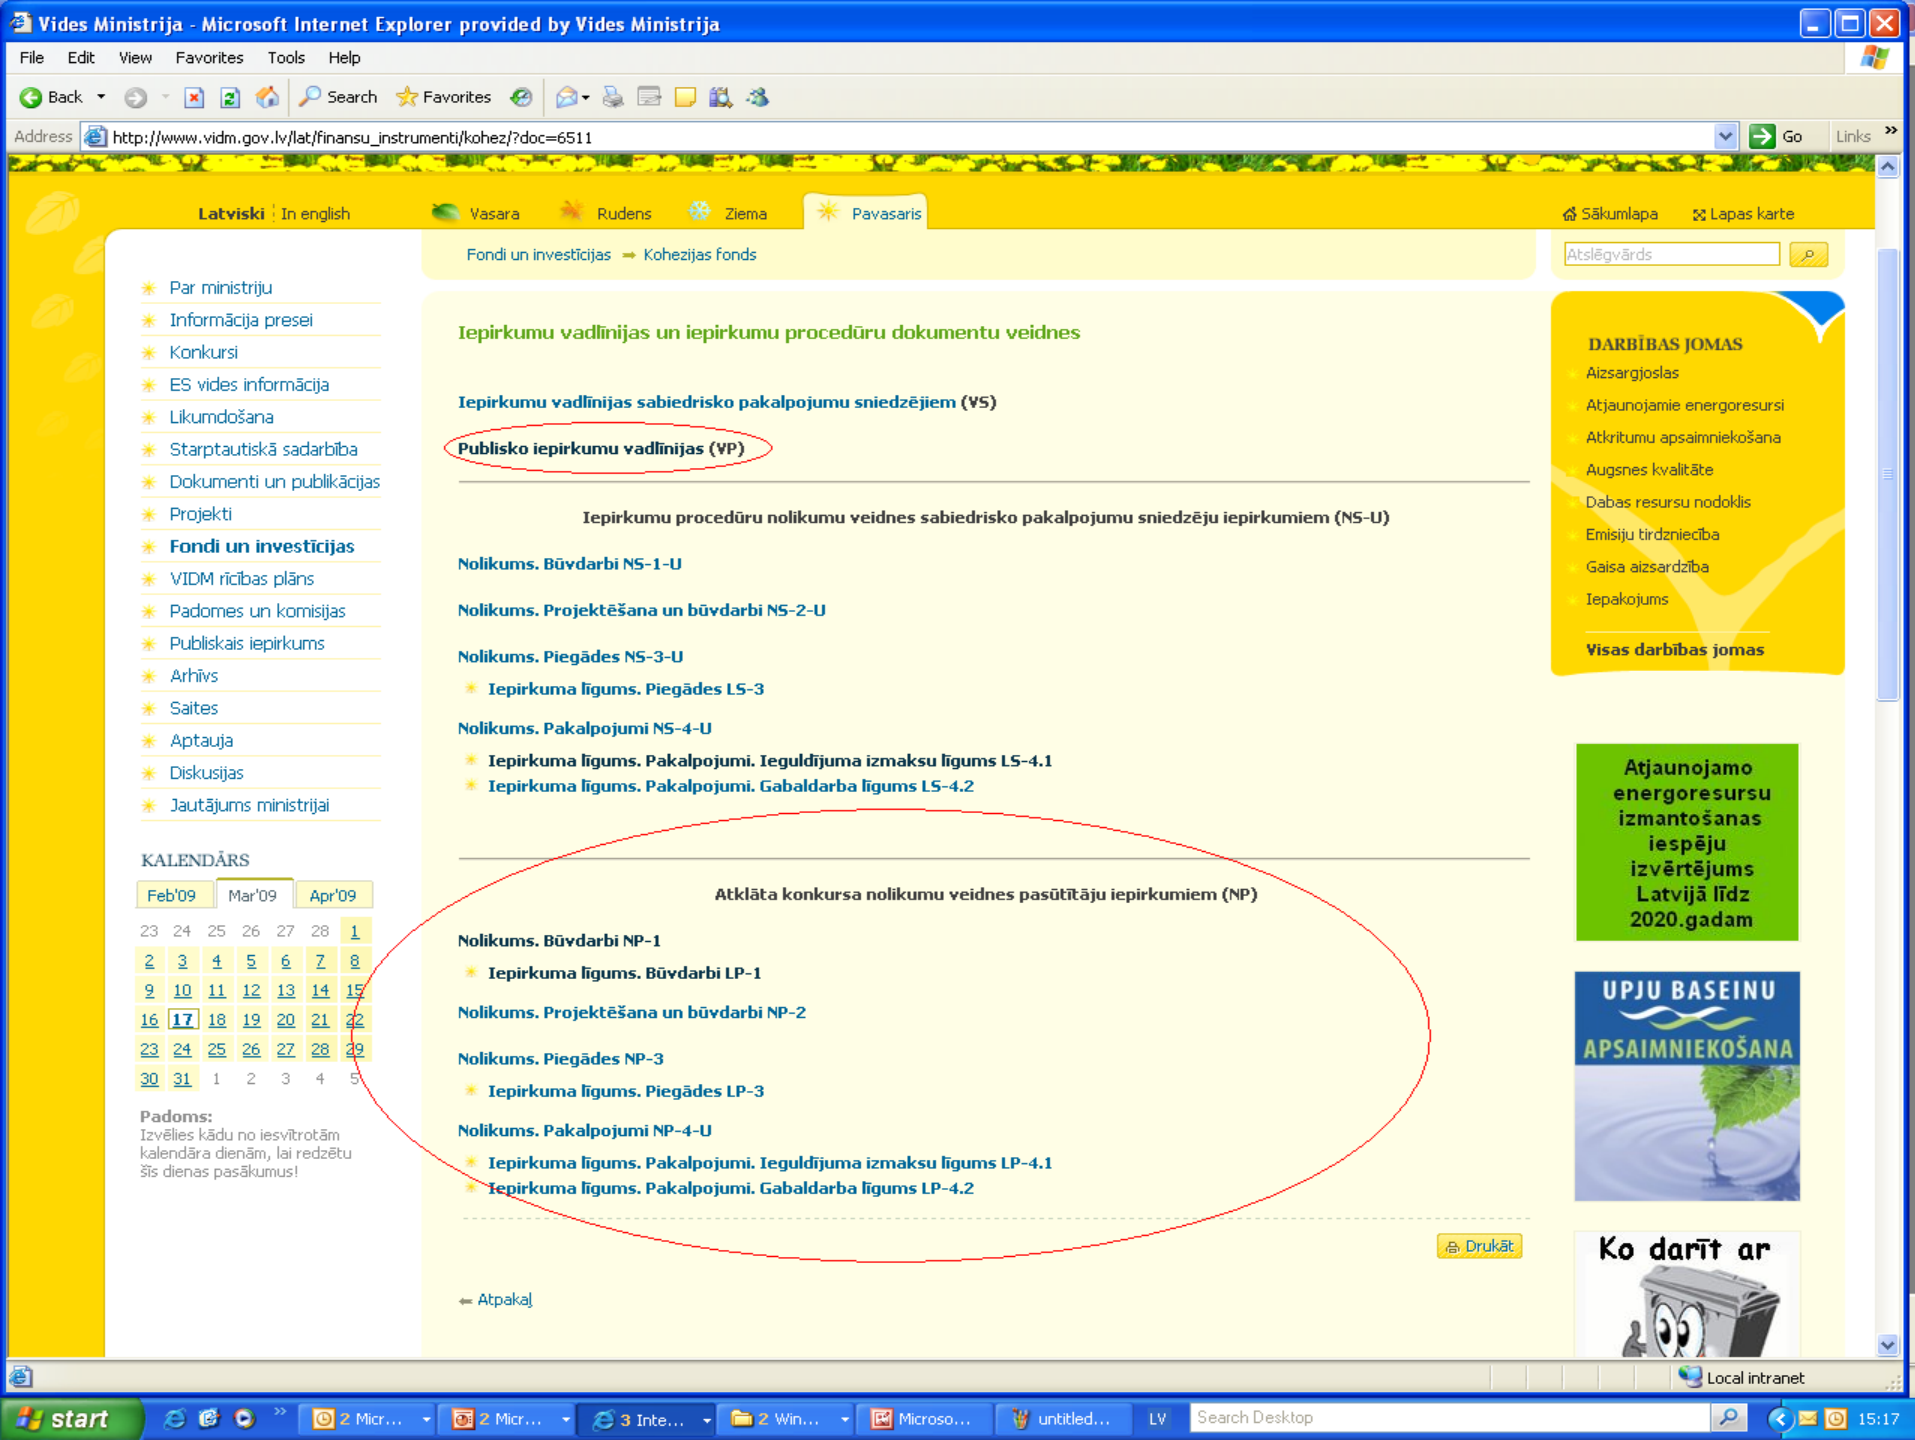 Vides Ministrija - Microsoft Internet Explorer provided by Vides Ministrija
File Edit View Favorites Tools Help
Back Search Favorites
Address http://www.vidm.gov.lv/lat/finansu_instrumenti/kohez/?doc=6511 Go Links »
Latviski In english Vasara Rudens Ziema Pavasaris Sākumlapa Lapas karte
Fondi un investīcijas Kohezijas fonds
Atslēgvārds
Par ministriju
Informācija presei
Konkursi
ES vides informācija
Likumdošana
Starptautiskā sadarbība
Dokumenti un publikācijas
Projekti
Fondi un investīcijas
VIDM rīcības plāns
Padomes un komisijas
Publiskais iepirkums
Arhīvs
Saites
Aptauja
Diskusijas
Jautājums ministrijai
KALENDĀRS
Feb'09 Mar'09 Apr'09
23 24 25 26 27 28 1
2 3 4 5 6 7 8
9 10 11 12 13 14 15
16 17 18 19 20 21 22
23 24 25 26 27 28 29
30 31 1 2 3 4 5
Padoms:
Izvēlies kādu no iesvītrotām
kalendāra dienām, lai redzētu
šīs dienas pasākumus!
Iepirkumu vadlīnijas un iepirkumu procedūru dokumentu veidnes
Iepirkumu vadlīnijas sabiedrisko pakalpojumu sniedzējiem (VS)
Publisko iepirkumu vadlīnijas (VP)
Iepirkumu procedūru nolikumu veidnes sabiedrisko pakalpojumu sniedzēju iepirkumiem (NS-U)
Nolikums. Būvdarbi NS-1-U
Nolikums. Projektēšana un būvdarbi NS-2-U
Nolikums. Piegādes NS-3-U
Iepirkuma līgums. Piegādes LS-3
Nolikums. Pakalpojumi NS-4-U
Iepirkuma līgums. Pakalpojumi. Ieguldījuma izmaksu līgums LS-4.1
Iepirkuma līgums. Pakalpojumi. Gabaldarba līgums LS-4.2
Atklāta konkursa nolikumu veidnes pasūtītāju iepirkumiem (NP)
Nolikums. Būvdarbi NP-1
Iepirkuma līgums. Būvdarbi LP-1
Nolikums. Projektēšana un būvdarbi NP-2
Nolikums. Piegādes NP-3
Iepirkuma līgums. Piegādes LP-3
Nolikums. Pakalpojumi NP-4-U
Iepirkuma līgums. Pakalpojumi. Ieguldījuma izmaksu līgums LP-4.1
Iepirkuma līgums. Pakalpojumi. Gabaldarba līgums LP-4.2
Drukāt
Atpakaļ
DARBĪBAS JOMAS
Aizsargjoslas
Atjaunojamie energoresursi
Atkritumu apsaimniekošana
Augsnes kvalitāte
Dabas resursu nodoklis
Emisiju tirdzniecība
Gaisa aizsardzība
Iepakojums
Visas darbības jomas
Atjaunojamo
energoresursu
izmantošanas
iespēju
izvērtējums
Latvijā līdz
2020.gadam
UPJU BASEINU
APSAIMNIEKOŠANA
Ko darīt ar
Local intranet
start » 2 Micr... 2 Micr... 3 Inte... 2 Win... Microso... untitled... LV Search Desktop 15:17